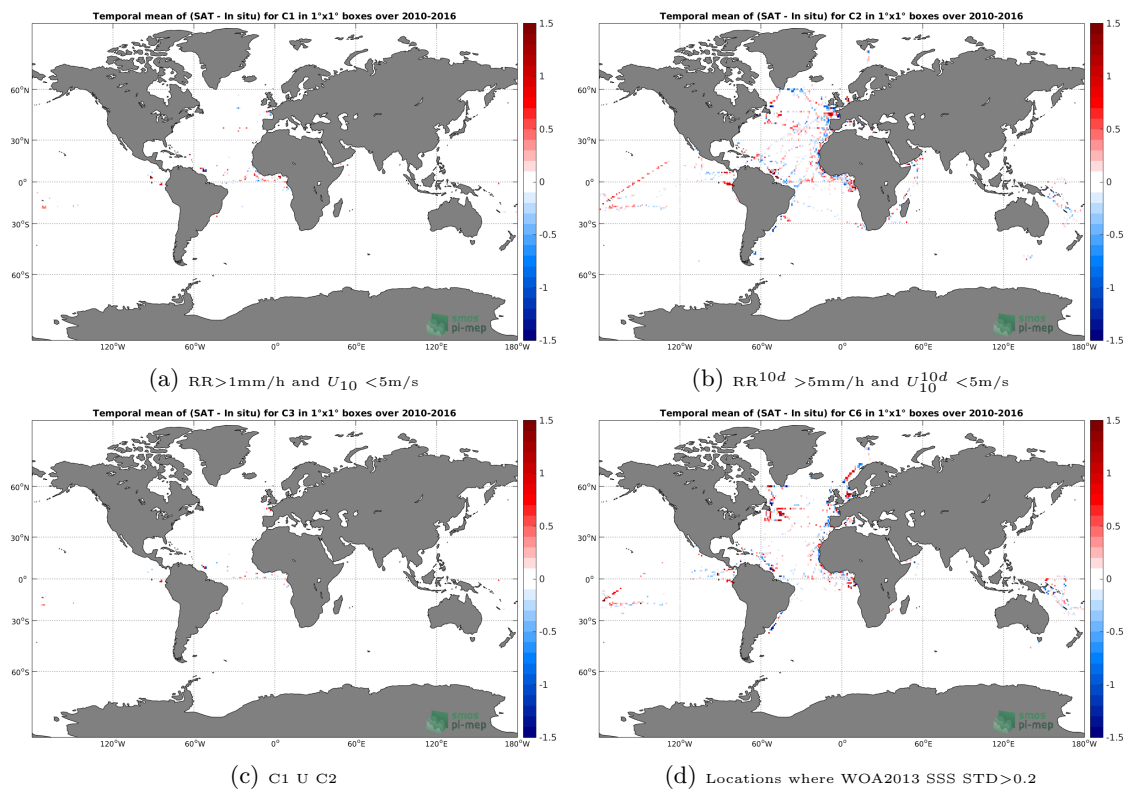 Temporal mean of (SAT - In situ) for C1 in 1°x1° boxes over 2010-2016
60°N
30°N
0°
30°S
60°S
120°W
60°W
0°
60°E
120°E
180°W
1.5
1
0.5
0
-0.5
-1
-1.5
smos
pi-mep
(a) RR>1mm/h and U10 <5m/s
Temporal mean of (SAT - In situ) for C2 in 1°x1° boxes over 2010-2016
60°N
30°N
0°
30°S
60°S
120°W
60°W
0°
60°E
120°E
180°W
1.5
1
0.5
0
-0.5
-1
-1.5
smos
pi-mep
(b) RR^10d >5mm/h and U10^10d <5m/s
Temporal mean of (SAT - In situ) for C3 in 1°x1° boxes over 2010-2016
60°N
30°N
0°
30°S
60°S
120°W
60°W
0°
60°E
120°E
180°W
1.5
1
0.5
0
-0.5
-1
-1.5
smos
pi-mep
(c) C1 U C2
Temporal mean of (SAT - In situ) for C6 in 1°x1° boxes over 2010-2016
60°N
30°N
0°
30°S
60°S
120°W
60°W
0°
60°E
120°E
180°W
1.5
1
0.5
0
-0.5
-1
-1.5
smos
pi-mep
(d) Locations where WOA2013 SSS STD>0.2